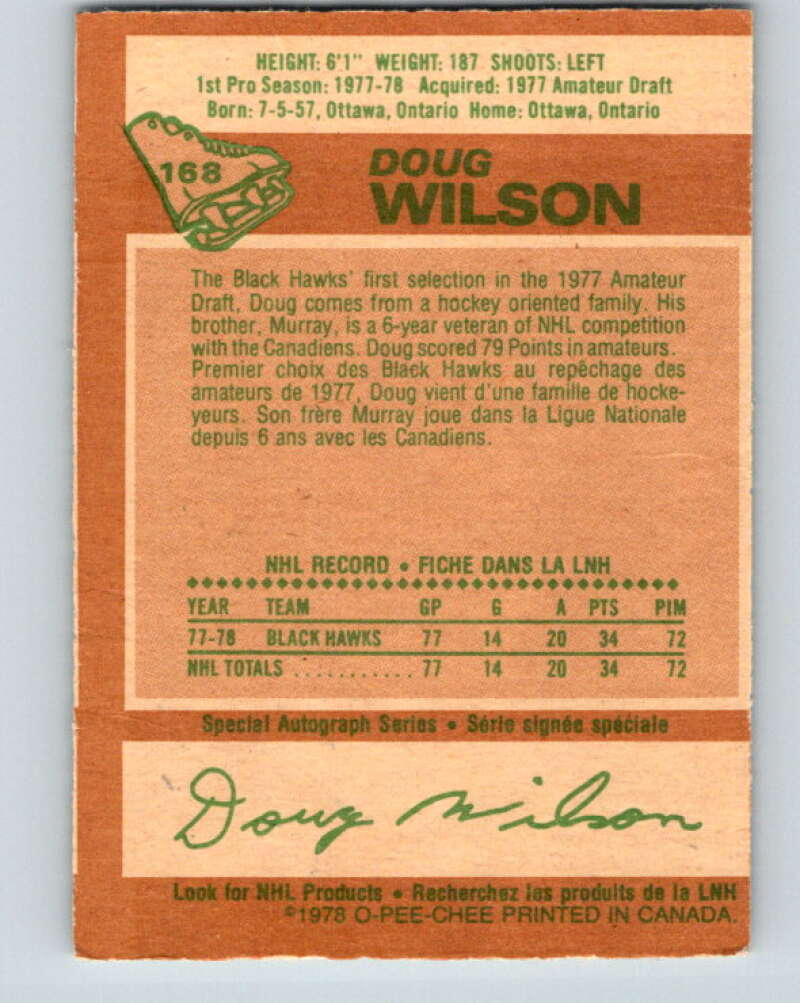 HEIGHT: 6'1" WEIGHT: 187 SHOOTS: LEFT
1st Pro Season: 1977-78 Acquired: 1977 Amateur Draft
Born: 7-5-57, Ottawa, Ontario Home: Ottawa, Ontario
168
DOUG
WILSON
The Black Hawks' first selection in the 1977 Amateur
Draft, Doug comes from a hockey oriented family. His
brother, Murray, is a 6-year veteran of NHL competition
with the Canadiens. Doug scored 79 Points in amateurs.
Premier choix des Black Hawks au repêchage des
amateurs de 1977, Doug vient d'une famille de hocke-
yeurs. Son frère Murray joue dans la Ligue Nationale
depuis 6 ans avec les Canadiens.
NHL RECORD • FICHE DANS LA LNH
YEAR TEAM GP G A PTS PIM
77-78 BLACK HAWKS 77 14 20 34 72
NHL TOTALS ........... 77 14 20 34 72
Special Autograph Series • Série signée spéciale
Doug Wilson
Look for NHL Products • Recherchez les produits de la LNH
©1978 O-PEE-CHEE PRINTED IN CANADA.